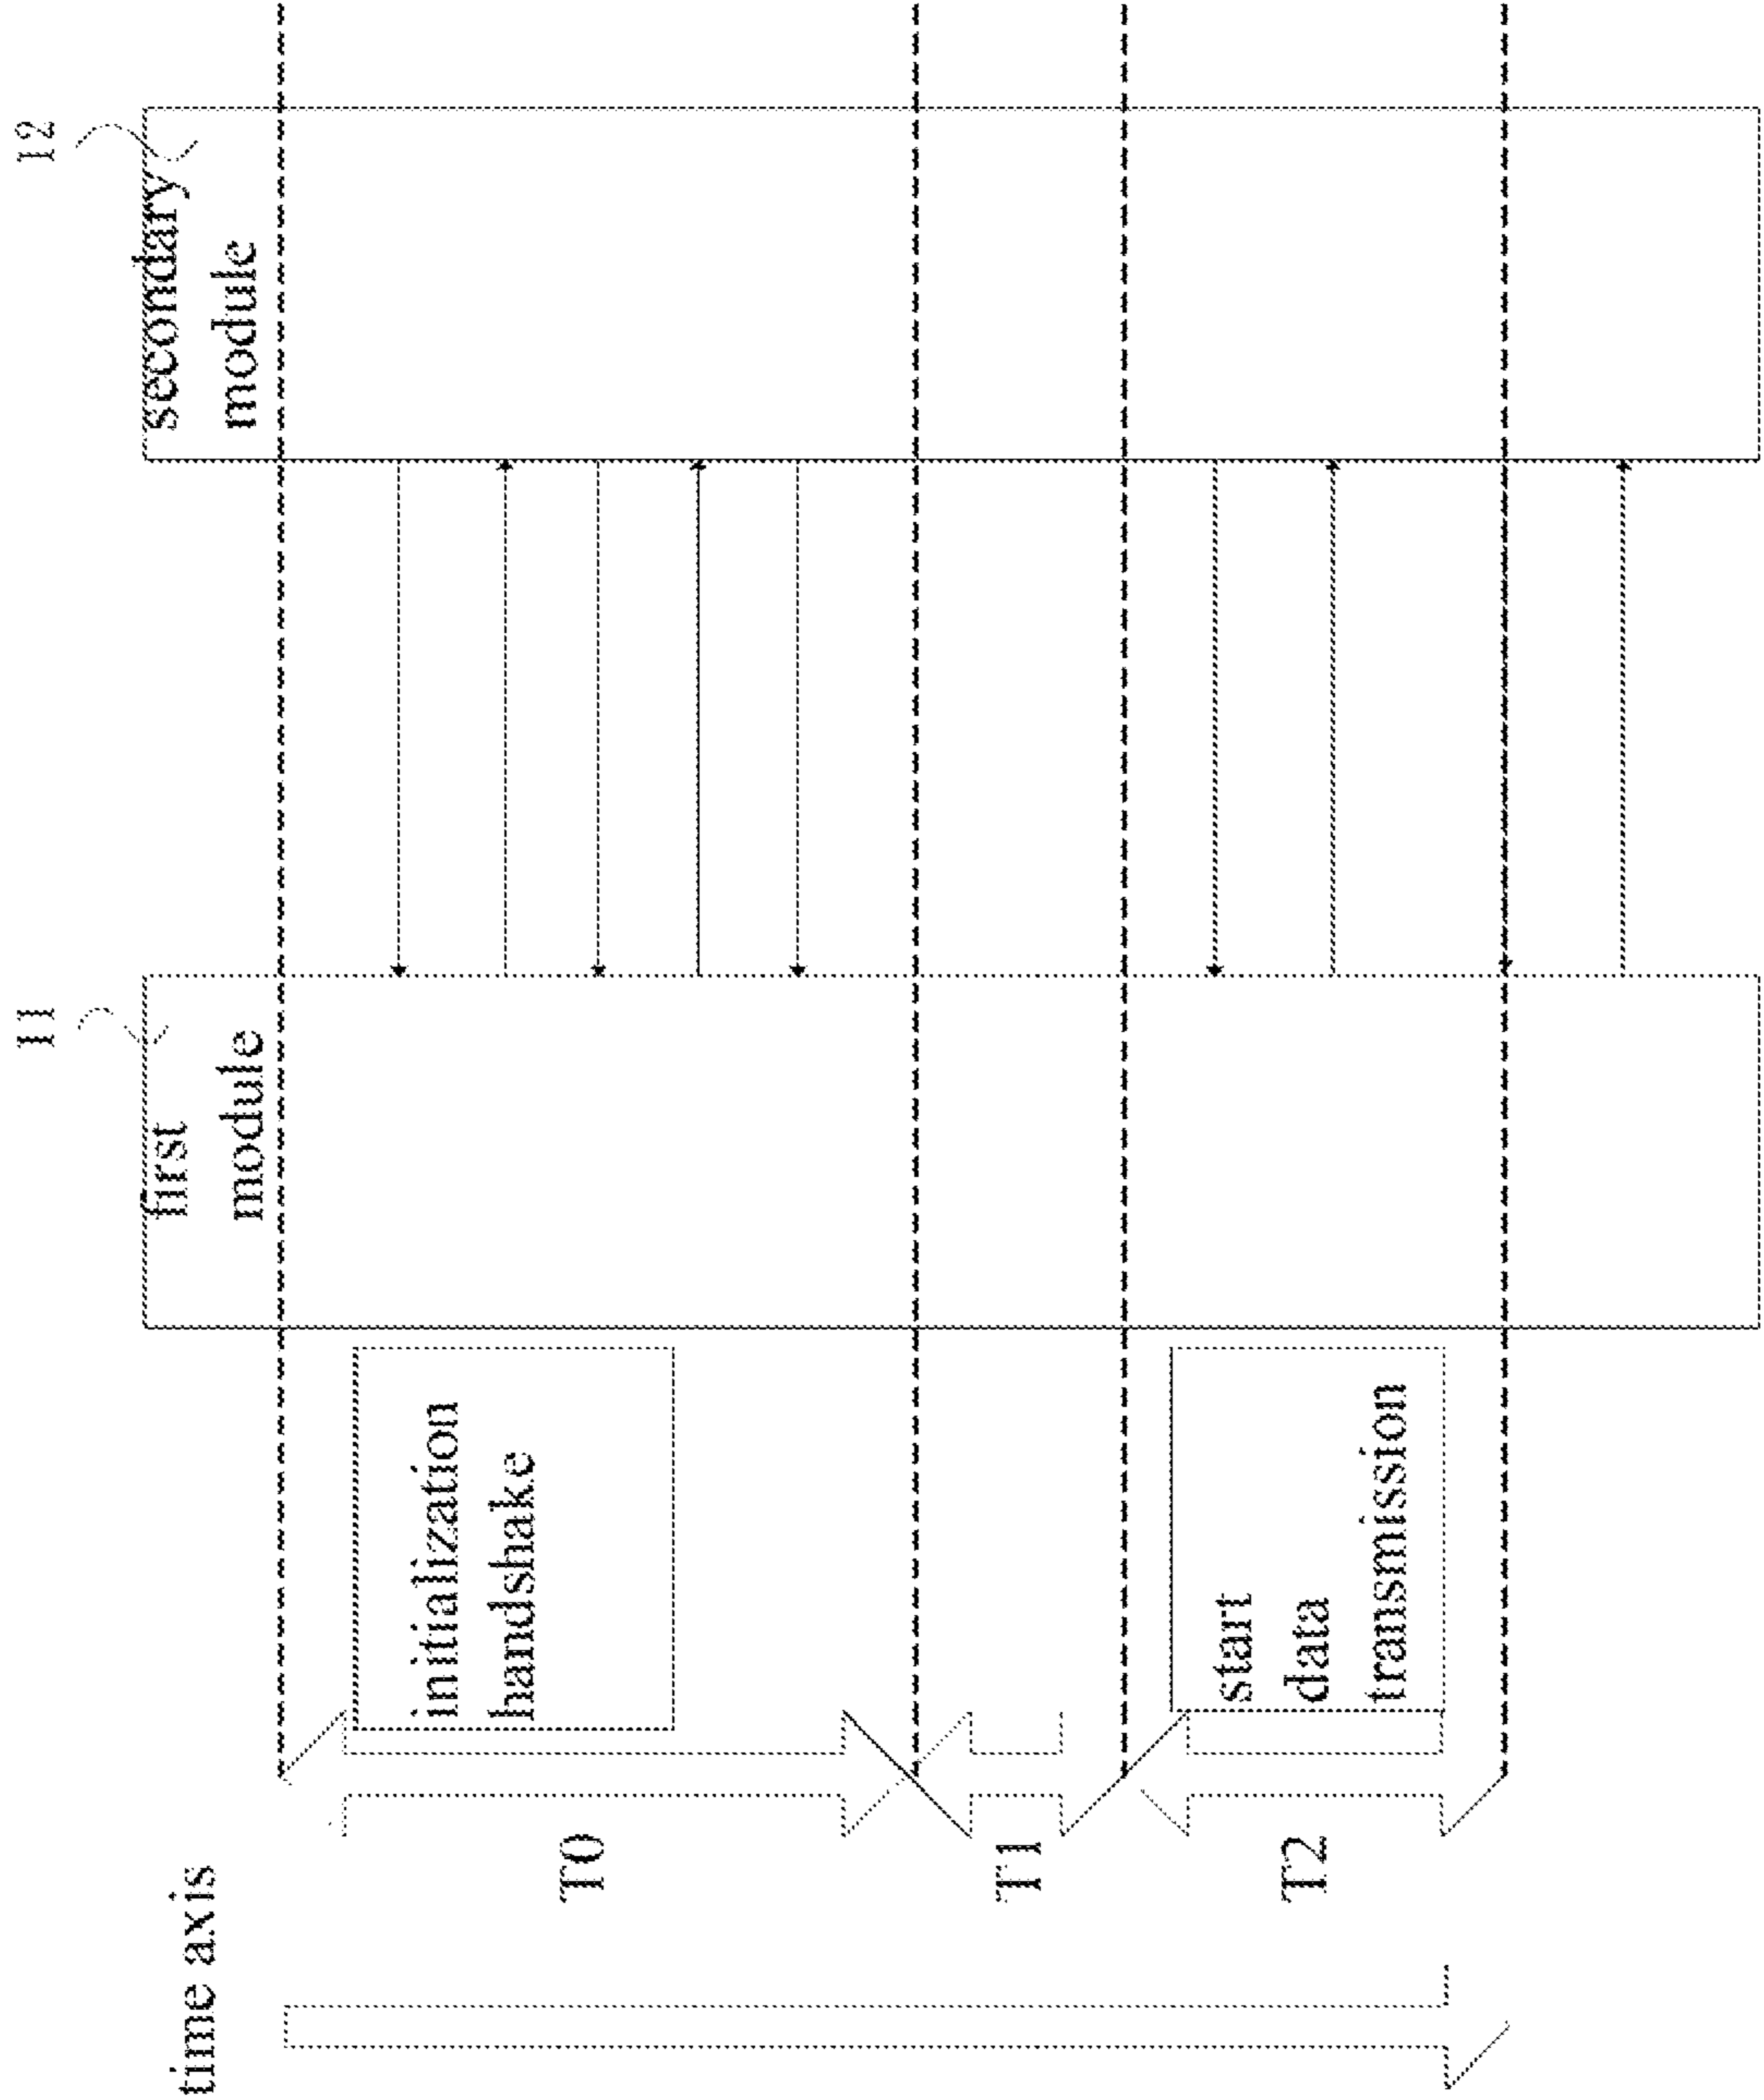 time axis
11
12
first
module
secondary
module
T0
initialization
handshake
T1
T2
start
data
transmission